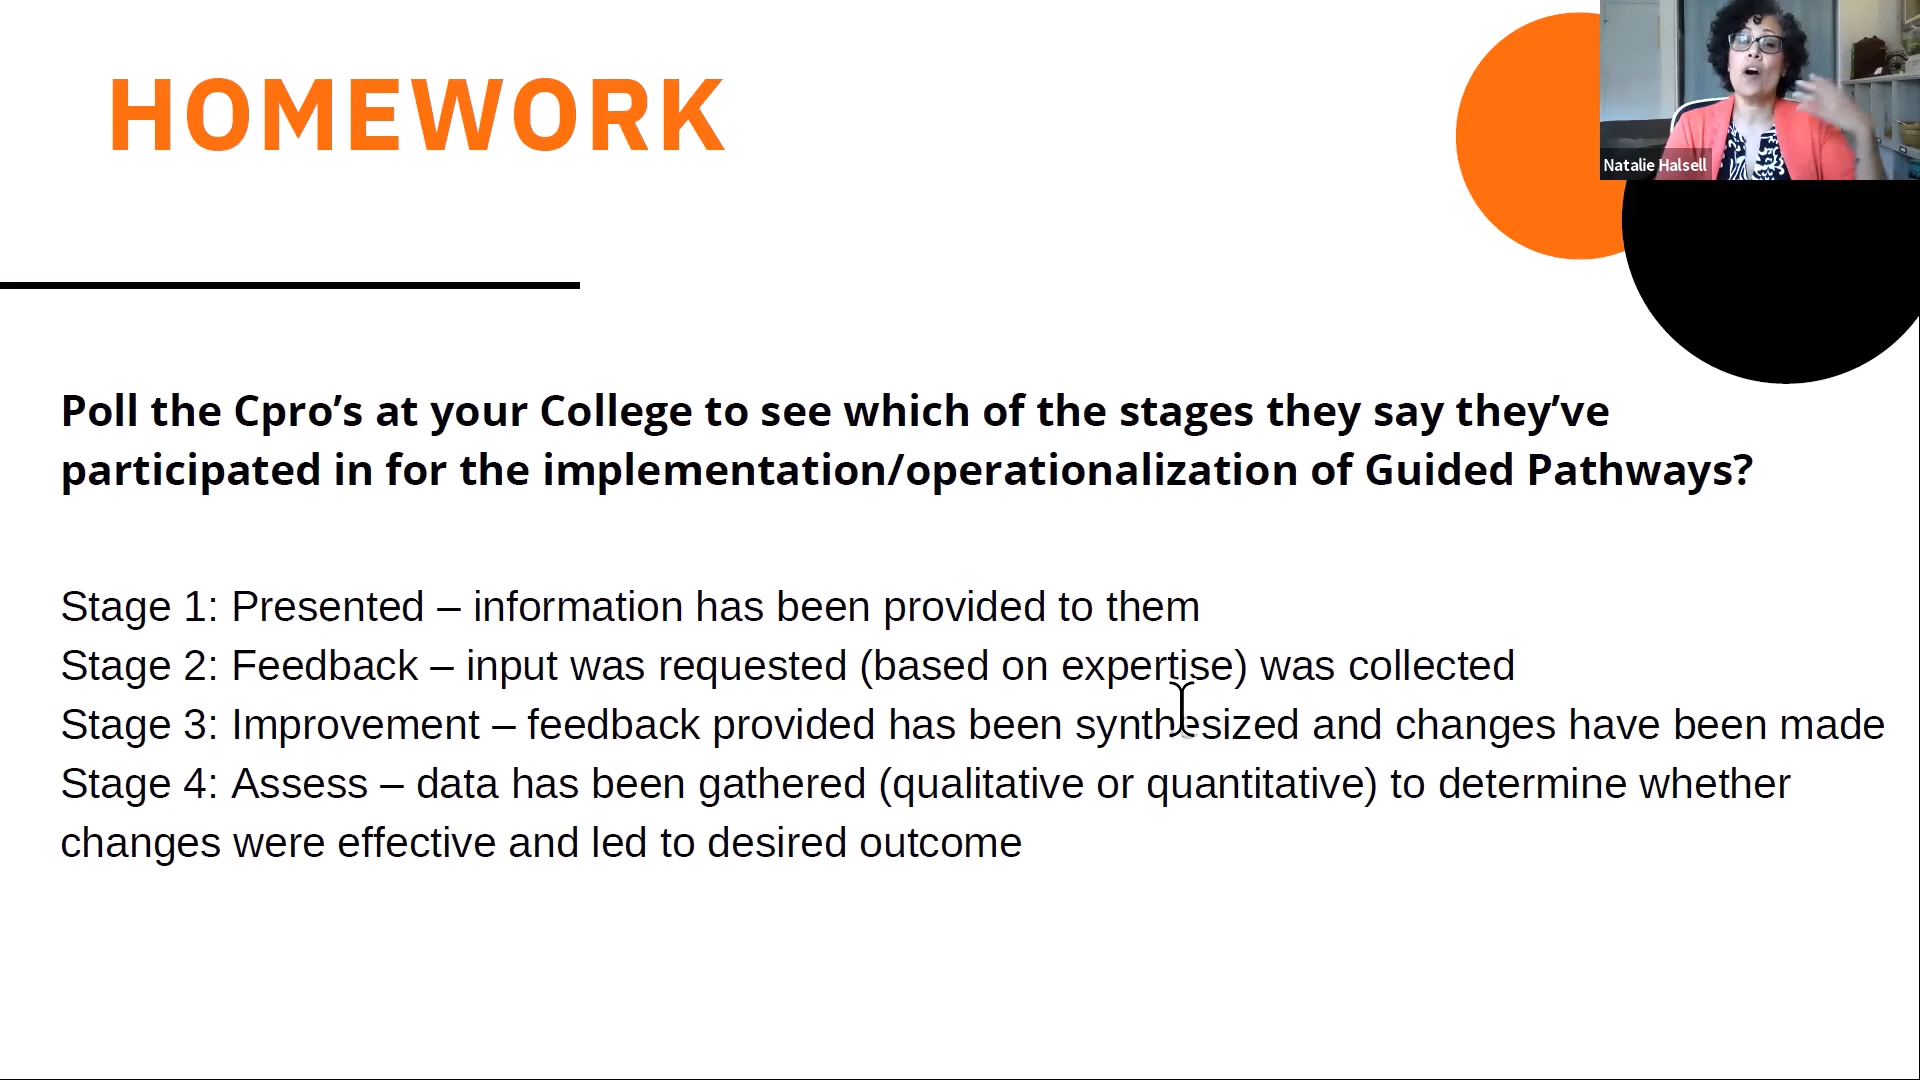 HOMEWORK
Natalie Halsell
Poll the Cpro’s at your College to see which of the stages they say they’ve
participated in for the implementation/operationalization of Guided Pathways?
Stage 1: Presented – information has been provided to them
Stage 2: Feedback – input was requested (based on expertise) was collected
Stage 3: Improvement – feedback provided has been synthesized and changes have been made
Stage 4: Assess – data has been gathered (qualitative or quantitative) to determine whether
changes were effective and led to desired outcome